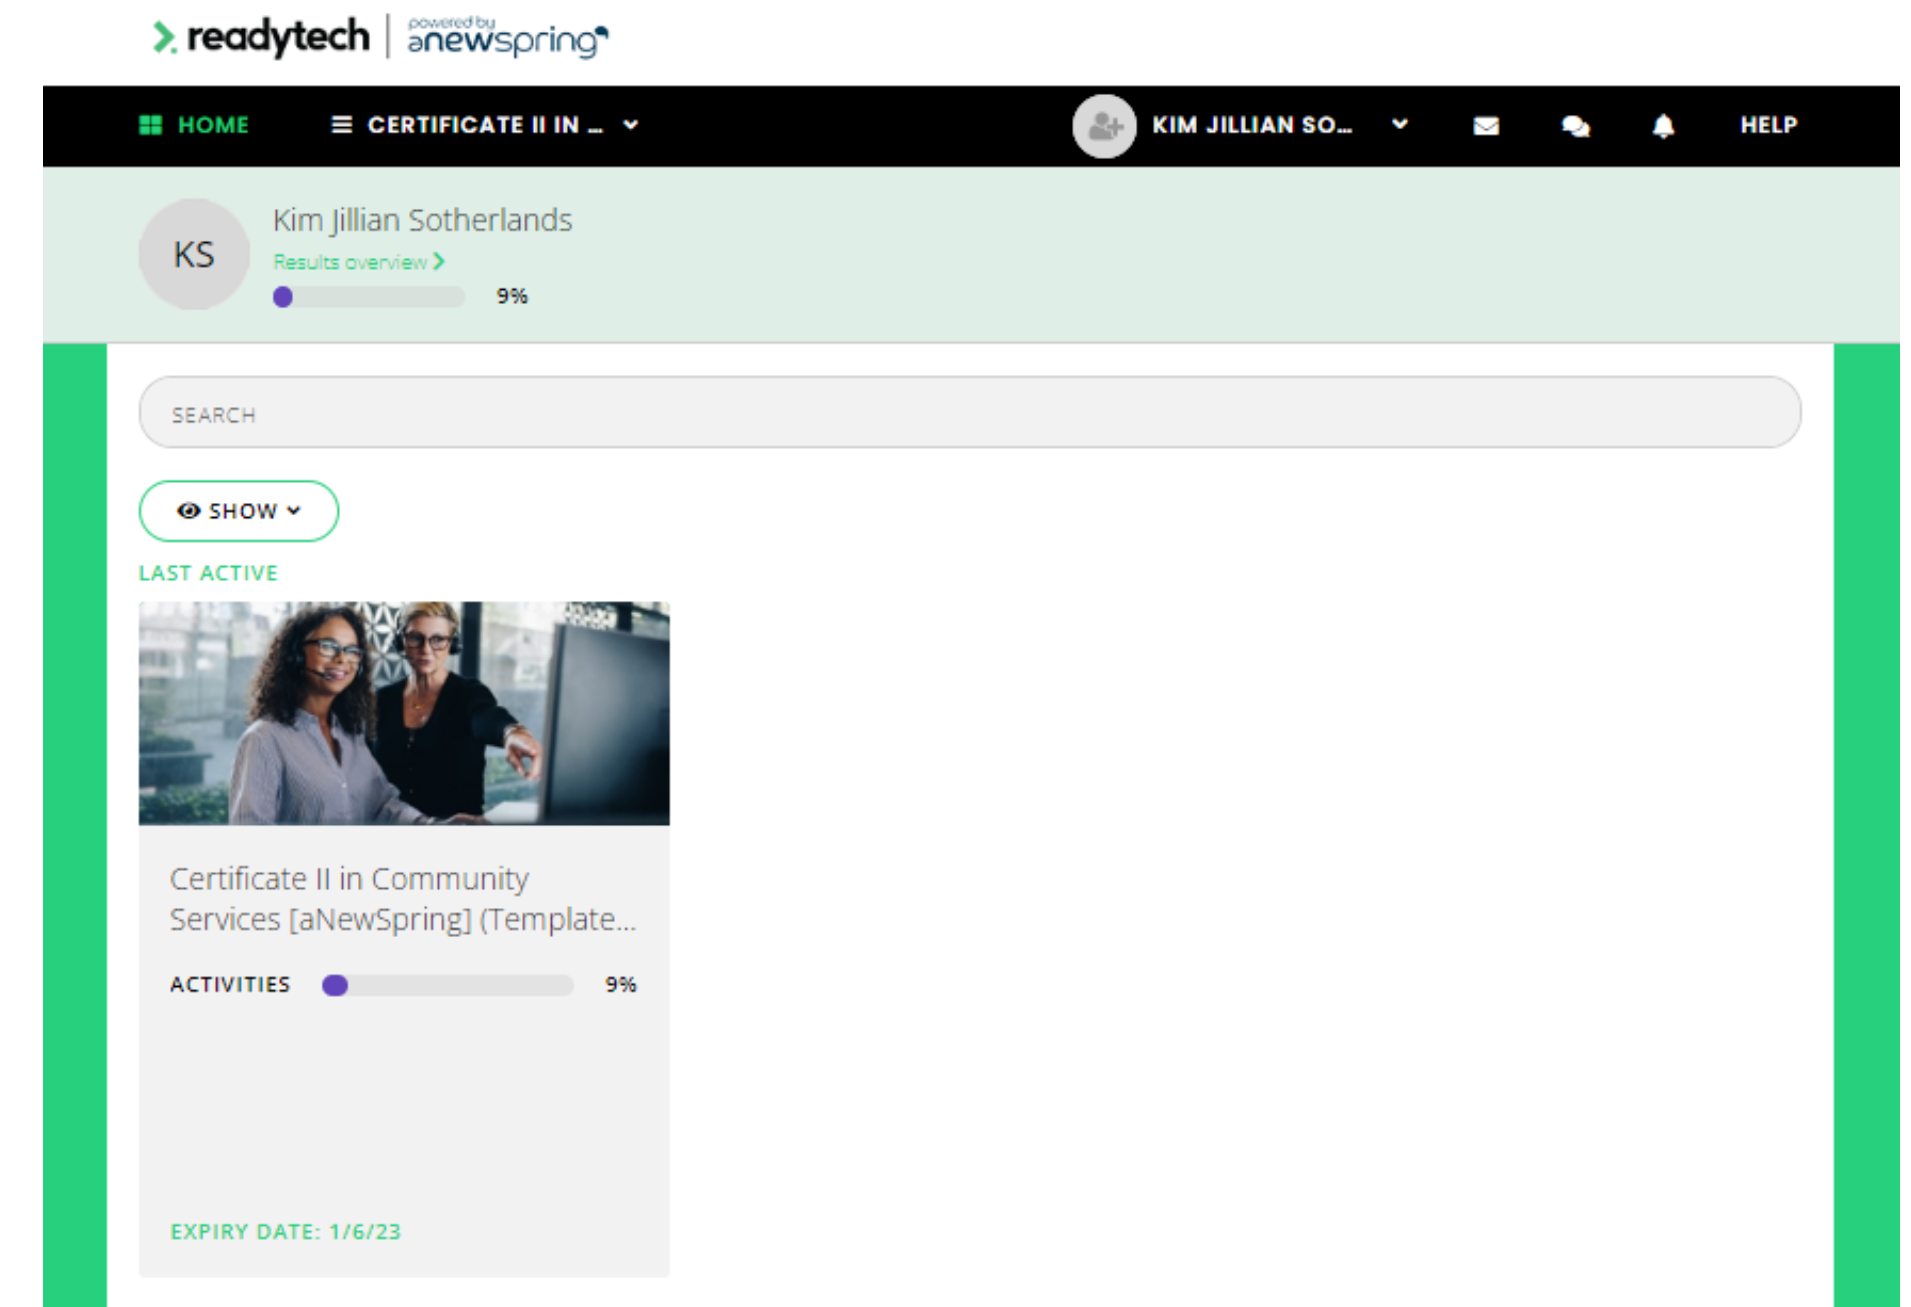 readytech
powered by
anewspring
HOME
CERTIFICATE II IN ...
KIM JILLIAN SO...
HELP
KS
Kim Jillian Sotherlands
Results overview
9%
SEARCH
SHOW
LAST ACTIVE
Certificate II in Community
Services [aNewSpring] (Template...
ACTIVITIES 9%
EXPIRY DATE: 1/6/23